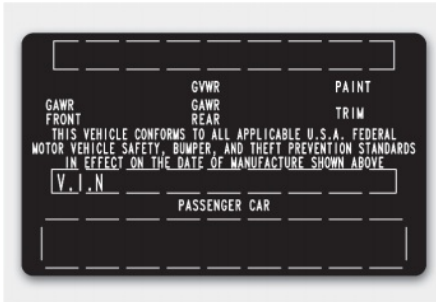 GVWR PAINT
GAWR FRONT GAWR REAR TRIM
THIS VEHICLE CONFORMS TO ALL APPLICABLE U.S.A. FEDERAL
MOTOR VEHICLE SAFETY, BUMPER, AND THEFT PREVENTION STANDARDS
IN EFFECT ON THE DATE OF MANUFACTURE SHOWN ABOVE
V.I.N
PASSENGER CAR